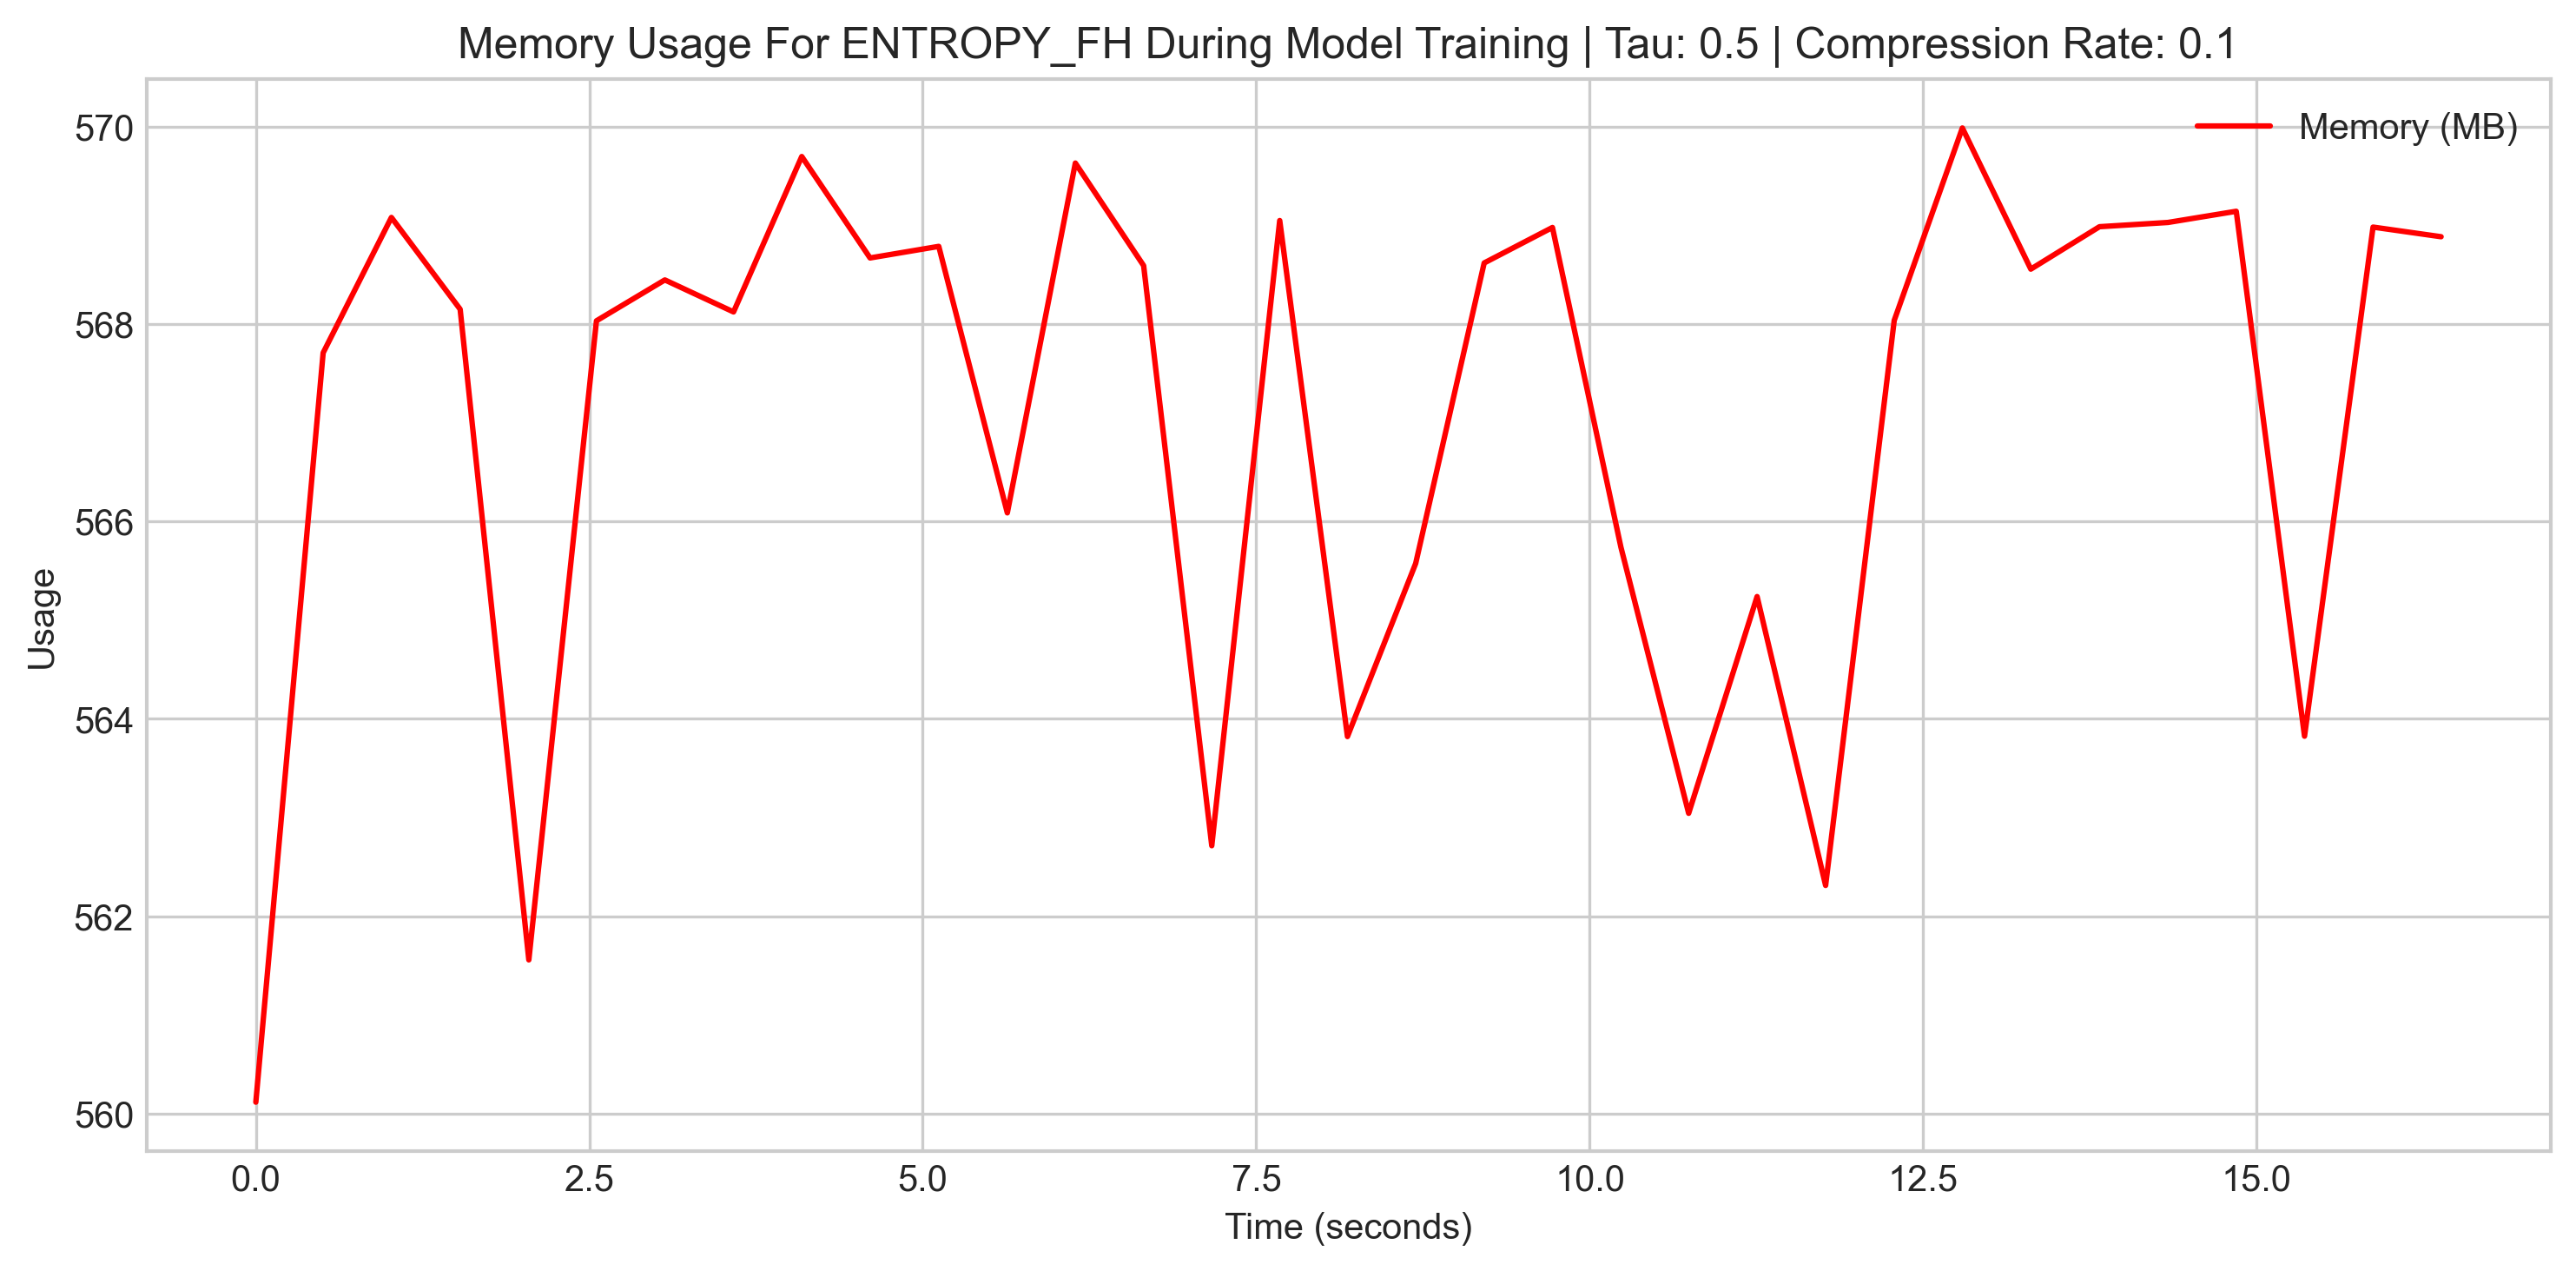 Memory Usage For ENTROPY_FH During Model Training | Tau: 0.5 | Compression Rate: 0.1
Memory (MB)
570
568
566
564
562
560
Usage
0.0 2.5 5.0 7.5 10.0 12.5 15.0
Time (seconds)